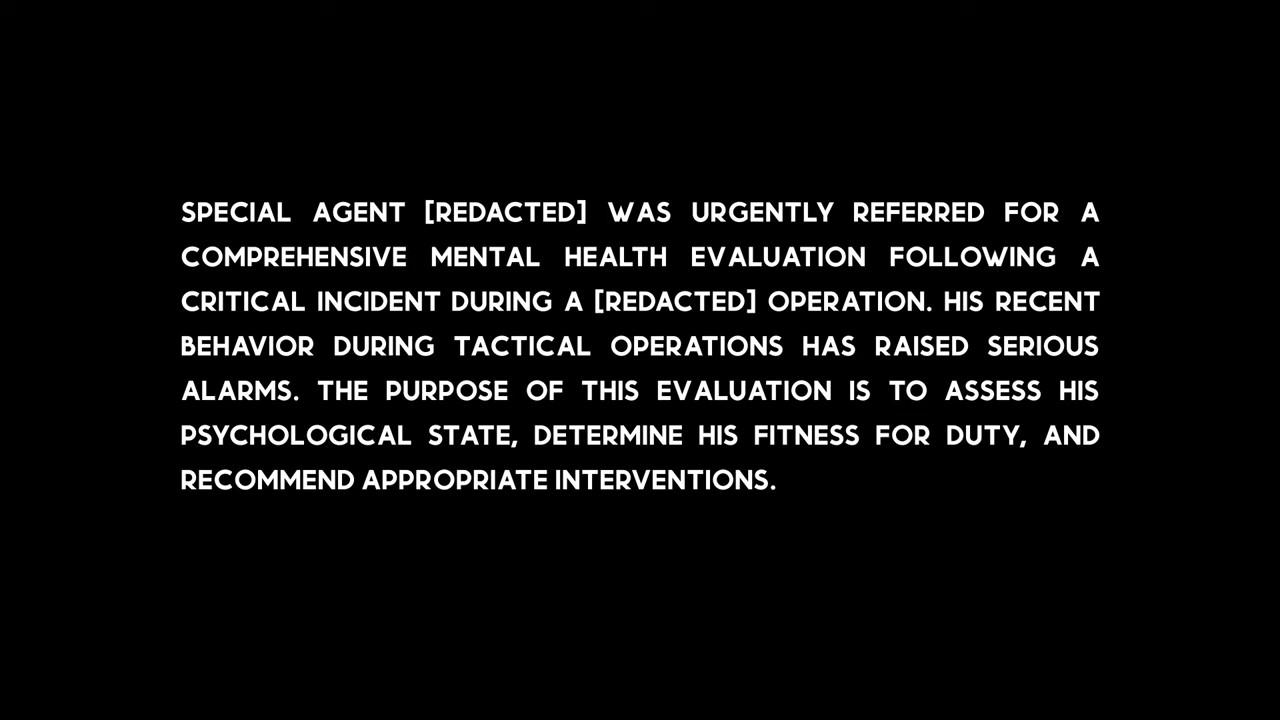 SPECIAL AGENT [REDACTED] WAS URGENTLY REFERRED FOR A
COMPREHENSIVE MENTAL HEALTH EVALUATION FOLLOWING A
CRITICAL INCIDENT DURING A [REDACTED] OPERATION. HIS RECENT
BEHAVIOR DURING TACTICAL OPERATIONS HAS RAISED SERIOUS
ALARMS. THE PURPOSE OF THIS EVALUATION IS TO ASSESS HIS
PSYCHOLOGICAL STATE, DETERMINE HIS FITNESS FOR DUTY, AND
RECOMMEND APPROPRIATE INTERVENTIONS.